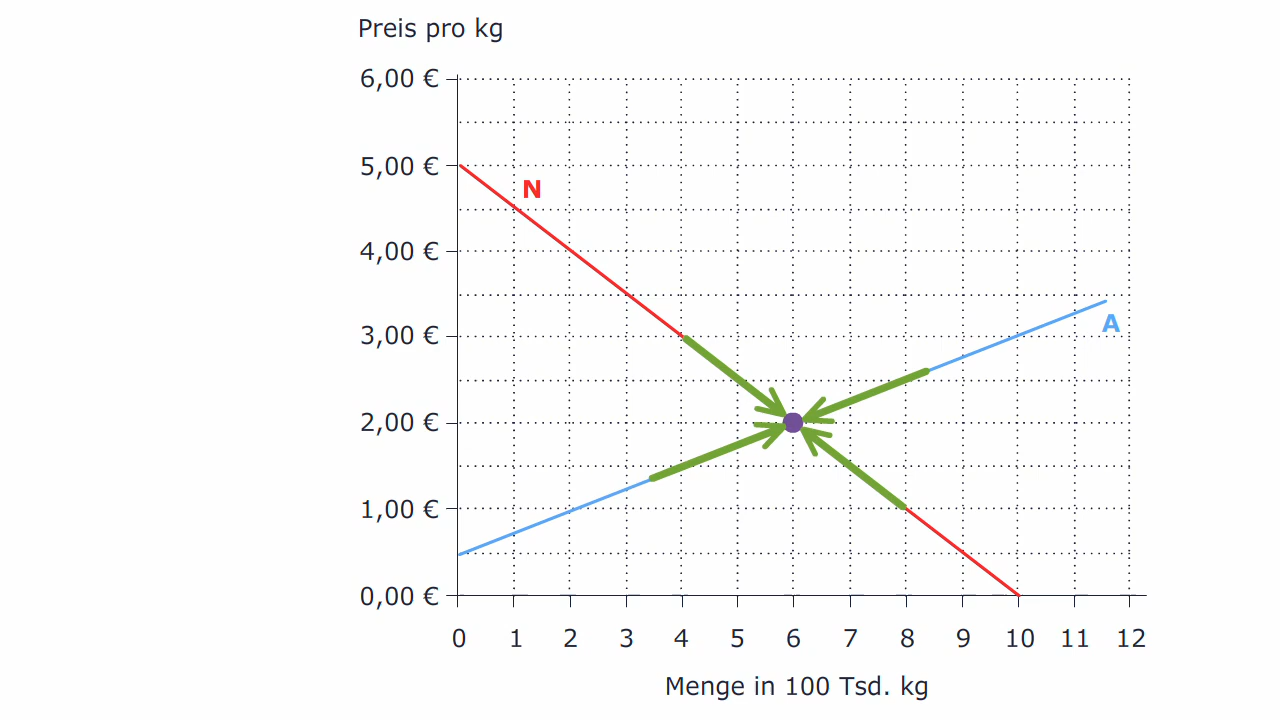 Preis pro kg
6,00 €
5,00 €
N
4,00 €
3,00 €
A
2,00 €
1,00 €
0,00 €
0 1 2 3 4 5 6 7 8 9 10 11 12
Menge in 100 Tsd. kg